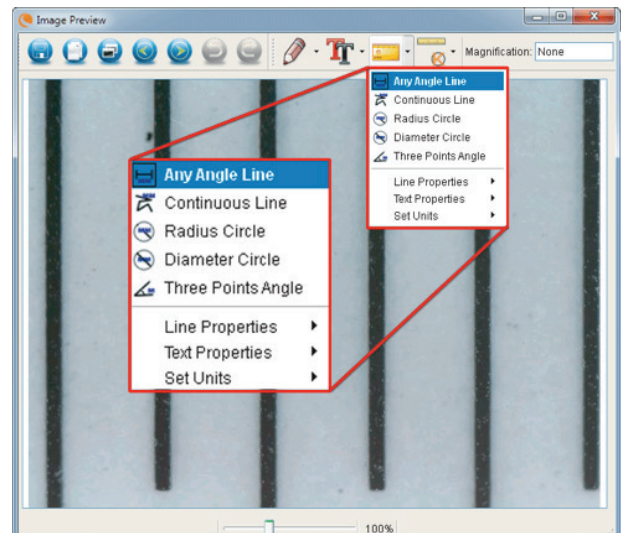 Image Preview
Magnification: None
Any Angle Line
Continuous Line
Radius Circle
Diameter Circle
Three Points Angle
Line Properties
Text Properties
Set Units
Any Angle Line
Continuous Line
Radius Circle
Diameter Circle
Three Points Angle
Line Properties
Text Properties
Set Units
100%